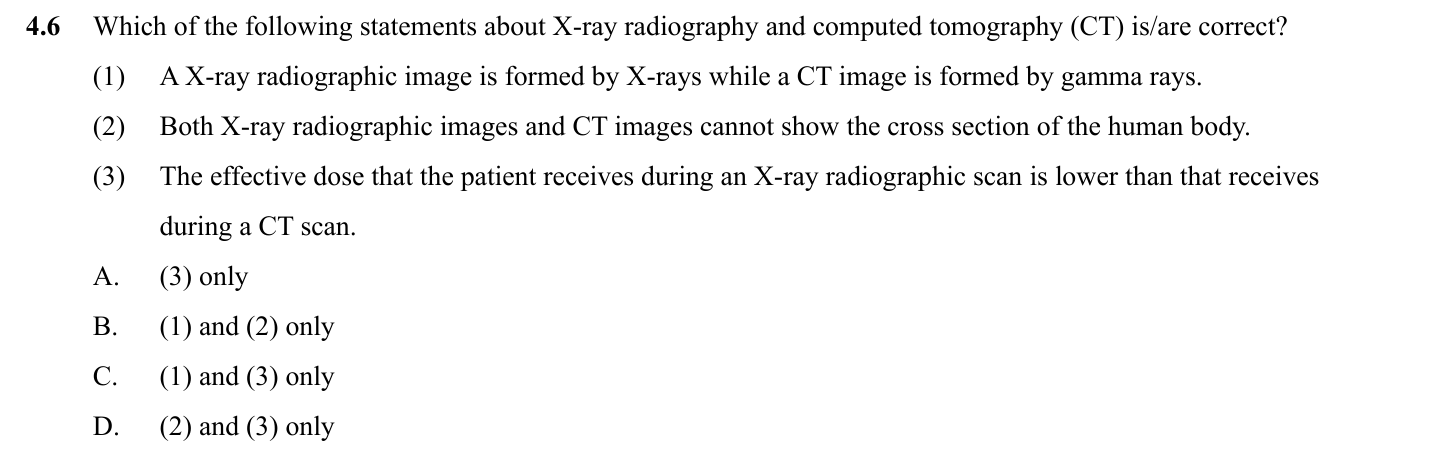 4.6 Which of the following statements about X-ray radiography and computed tomography (CT) is/are correct?
(1) A X-ray radiographic image is formed by X-rays while a CT image is formed by gamma rays.
(2) Both X-ray radiographic images and CT images cannot show the cross section of the human body.
(3) The effective dose that the patient receives during an X-ray radiographic scan is lower than that receives
during a CT scan.
A. (3) only
B. (1) and (2) only
C. (1) and (3) only
D. (2) and (3) only